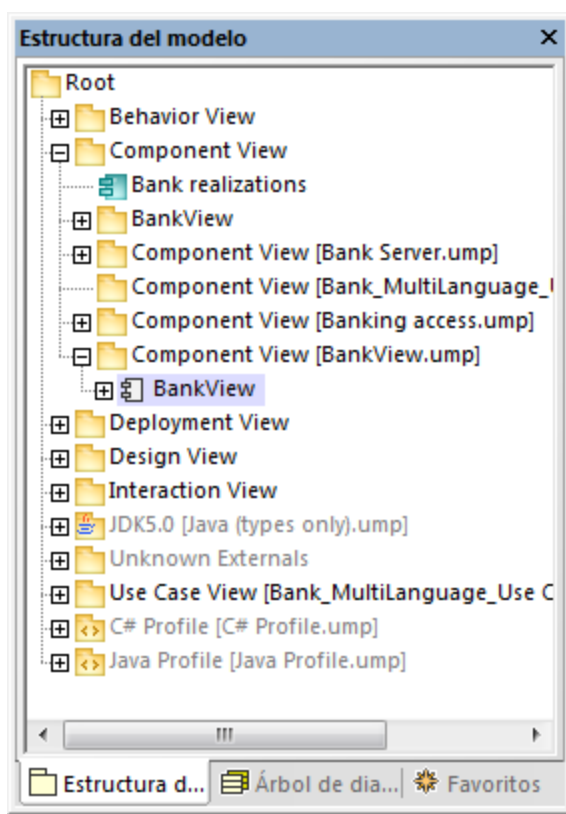 Estructura del modelo
Root
Behavior View
Component View
Bank realizations
BankView
Component View [Bank Server.ump]
Component View [Bank_MultiLanguage_
Component View [Banking access.ump]
Component View [BankView.ump]
BankView
Deployment View
Design View
Interaction View
JDK5.0 [Java (types only).ump]
Unknown Externals
Use Case View [Bank_MultiLanguage_Use C
C# Profile [C# Profile.ump]
Java Profile [Java Profile.ump]
Estructura d... Árbol de dia... Favoritos